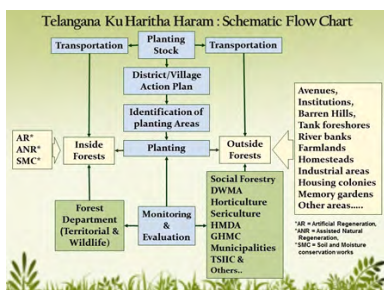 Telangana Ku Haritha Haram : Schematic Flow Chart
Transportation
Planting
Stock
Transportation
District/Village
Action Plan
Identification of
planting Areas
AR*
ANR*
SMC*
Inside
Forests
Planting
Outside
Forests
Avenues,
Institutions,
Barren Hills,
Tank foreshores
River banks
Farmlands
Homesteads
Industrial areas
Housing colonies
Memory gardens
Other areas.....
Forest
Department
(Territorial &
Wildlife)
Monitoring
&
Evaluation
Social Forestry
DWMA
Horticulture
Sericulture
HMDA
GHMC
Municipalities
TSIIC &
Others..
*AR = Artificial Regeneration,
*ANR = Assisted Natural
Regeneration,
*SMC = Soil and Moisture
conservation works